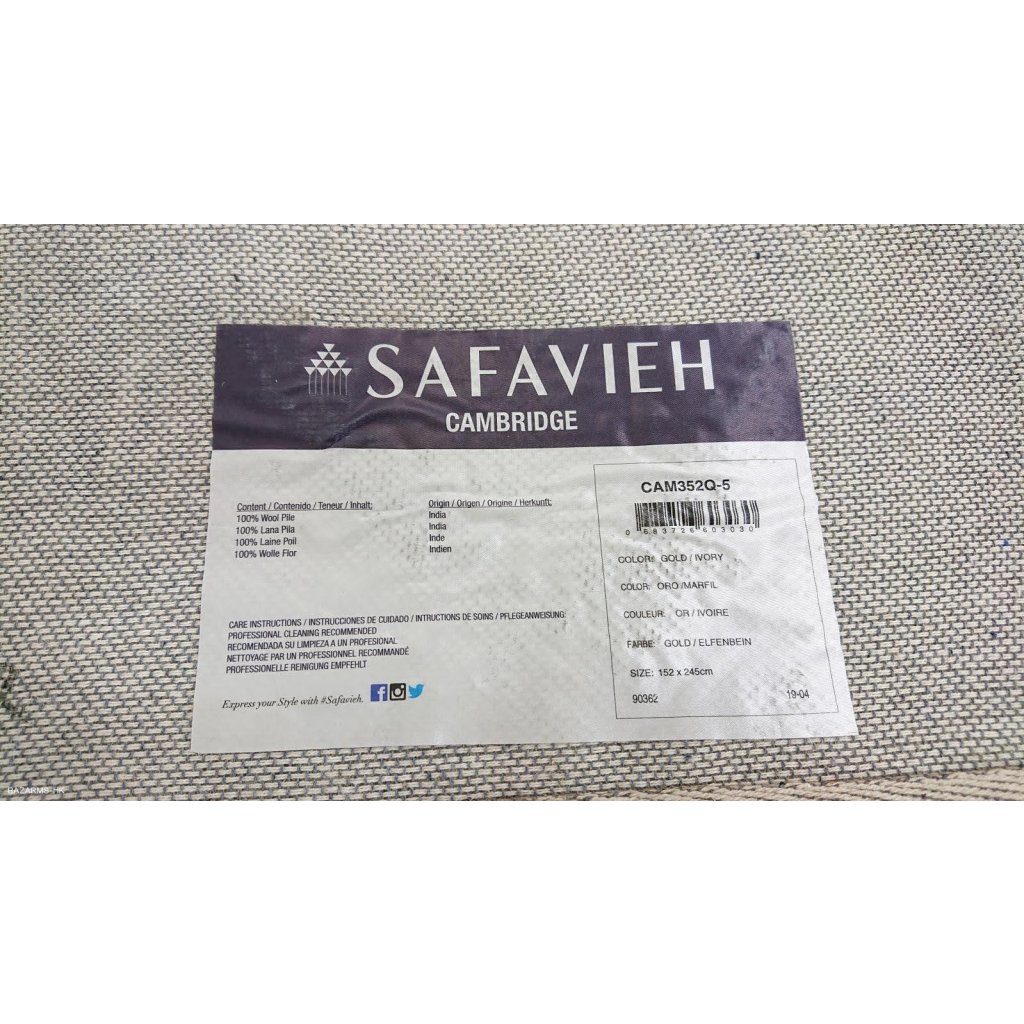 SAFAVIEH
CAMBRIDGE
Content / Contenido / Teneur / Inhalt:
100% Wool Pile
100% Lana Pila
100% Laine Poil
100% Wolle Flor
Origin / Origen / Origine / Herkunft:
India
India
Inde
Indien
CARE INSTRUCTIONS / INSTRUCCIONES DE CUIDADO / INTRUCTIONS DE SOINS / PFLEGEANWEISUNG:
PROFESSIONAL CLEANING RECOMMENDED
RECOMENDADA SU LIMPIEZA A UN PROFESIONAL
NETTOYAGE PAR UN PROFESSIONNEL RECOMMANDÉ
PROFESSIONELLE REINIGUNG EMPFEHLT
Express your Style with #Safavieh.
CAM352Q-5
0 683726 603030
COLOR: GOLD / IVORY
COLOR: ORO /MARFIL
COULEUR: OR / IVOIRE
FARBE: GOLD / ELFENBEIN
SIZE: 152 x 245cm
90362 19-04
BAZARMS-HK